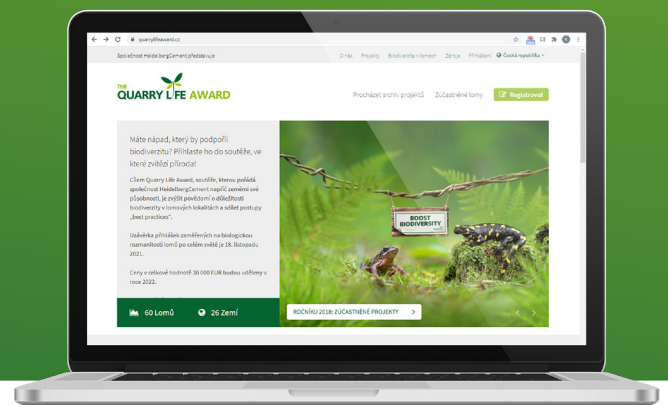 quarrylifeaward.cz
Společnost HeidelbergCement představuje
O nás Projekty Biodiverzita v lomech Zdroje Přihlášení Česká republika
THE
QUARRY LIFE AWARD
Procházet archiv projektů Zúčastněné lomy Registrovat
Máte nápad, který by podpořil
biodiverzitu? Přihlaste ho do soutěže, ve
které zvítězí příroda!
Cílem Quarry Life Award, soutěže, kterou pořádá
společnost HeidelbergCement napříč zeměmi své
působnosti, je zvýšit povědomí o důležitosti
biodiverzity v lomových lokalitách a sdílet postupy
„best practices“.
Uzávěrka přihlášek zaměřených na biologickou
rozmanitosti lomů po celém světě je 18. listopadu
2021.
Ceny v celkové hodnotě 30 000 EUR budou uděleny v
roce 2022.
BOOST
BIODIVERSITY
60 Lomů 26 Zemí
ROČNÍKU 2018: ZÚČASTNĚNÉ PROJEKTY